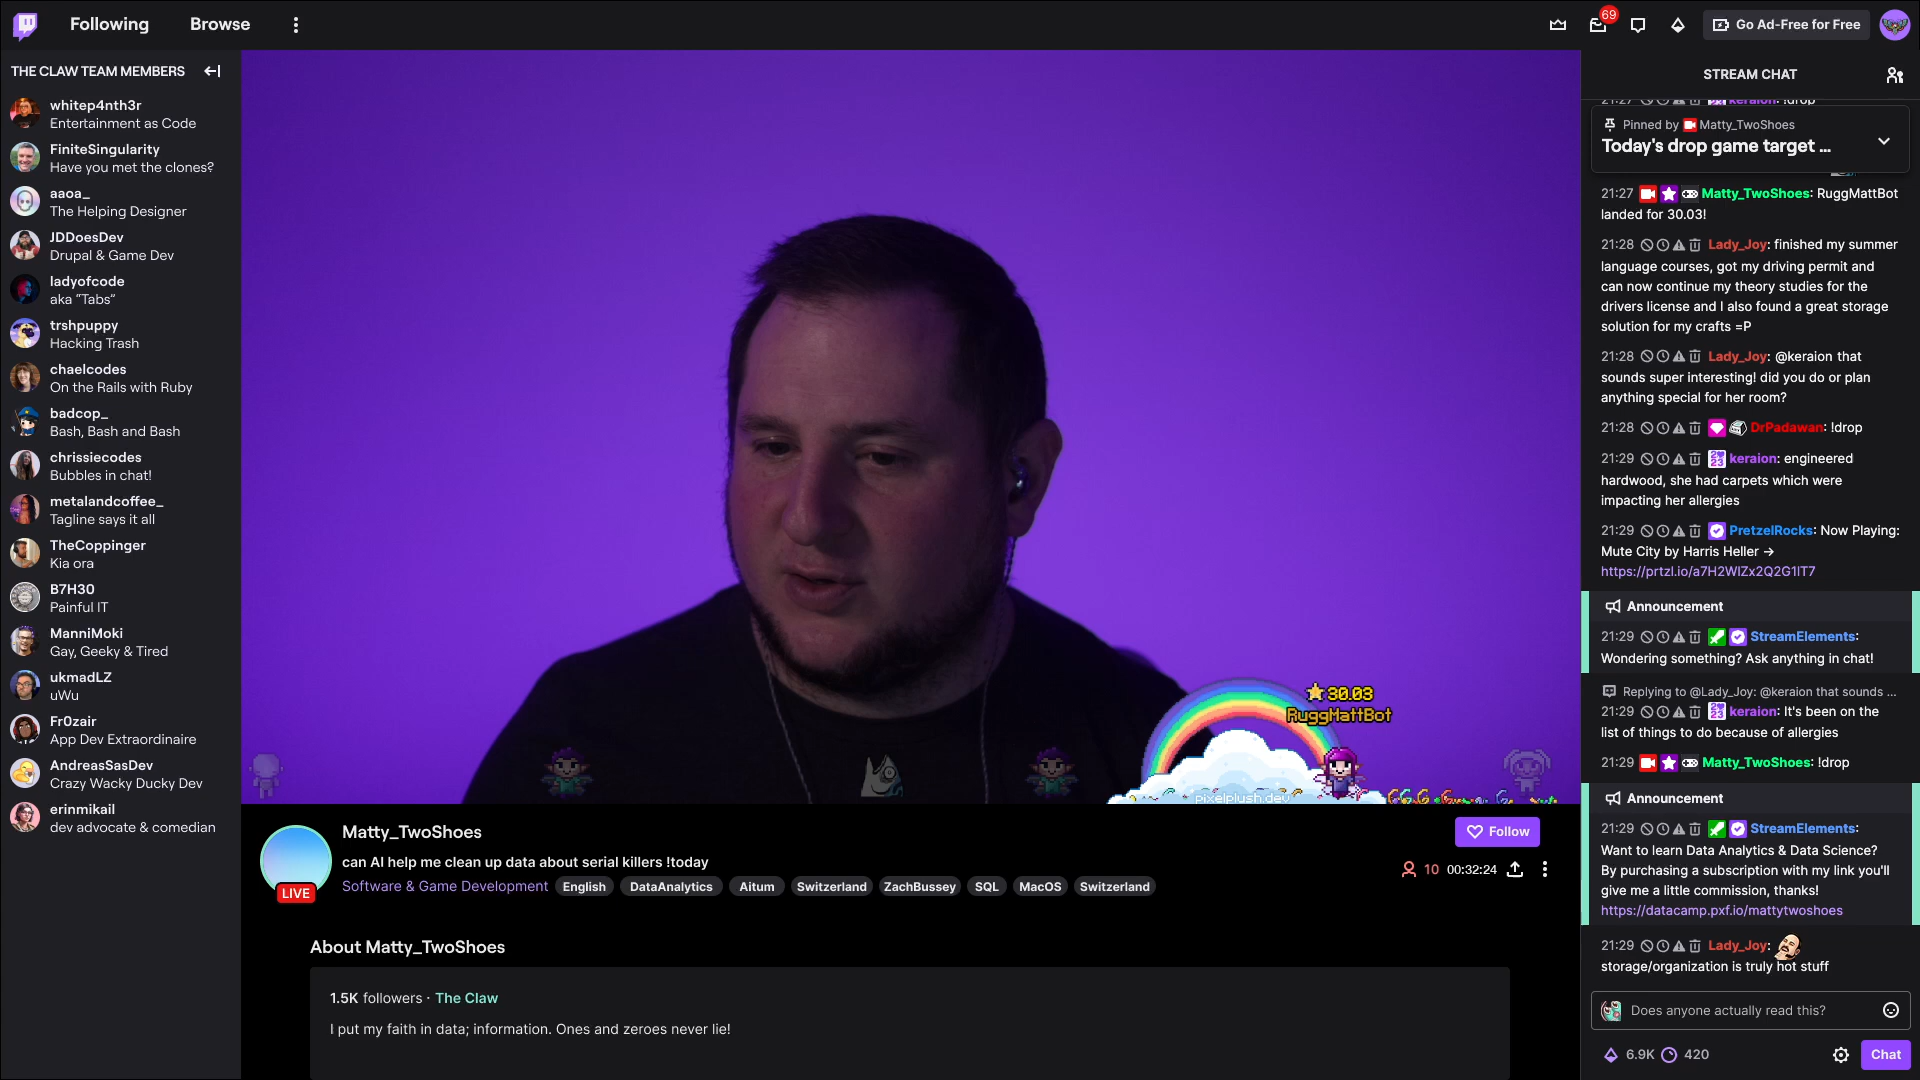 Following
Browse
69
Go Ad-Free for Free
THE CLAW TEAM MEMBERS
whitep4nth3r
Entertainment as Code
FiniteSingularity
Have you met the clones?
aaoa_
The Helping Designer
JDDoesDev
Drupal & Game Dev
ladyofcode
aka "Tabs"
trshpuppy
Hacking Trash
chaelcodes
On the Rails with Ruby
badcop_
Bash, Bash and Bash
chrissiecodes
Bubbles in chat!
metalandcoffee_
Tagline says it all
TheCoppinger
Kia ora
B7H30
Painful IT
ManniMoki
Gay, Geeky & Tired
ukmadLZ
uWu
Fr0zair
App Dev Extraordinaire
AndreasSasDev
Crazy Wacky Ducky Dev
erinmikail
dev advocate & comedian
30.03
RuggMattBot
pixelplush.dev
LIVE
Matty_TwoShoes
can AI help me clean up data about serial killers !today
Software & Game Development English DataAnalytics Aitum Switzerland ZachBussey SQL MacOS Switzerland
Follow
10 00:32:24
About Matty_TwoShoes
1.5K followers · The Claw
I put my faith in data; information. Ones and zeroes never lie!
STREAM CHAT
21:27 keraion: !drop
Pinned by Matty_TwoShoes
Today's drop game target ...
21:27 Matty_TwoShoes: RuggMattBot
landed for 30.03!
21:28 Lady_Joy: finished my summer
language courses, got my driving permit and
can now continue my theory studies for the
drivers license and I also found a great storage
solution for my crafts =P
21:28 Lady_Joy: @keraion that
sounds super interesting! did you do or plan
anything special for her room?
21:28 DrPadawan: !drop
21:29 keraion: engineered
hardwood, she had carpets which were
impacting her allergies
21:29 PretzelRocks: Now Playing:
Mute City by Harris Heller →
https://prtzl.io/a7H2WlZx2Q2G1lT7
Announcement
21:29 StreamElements:
Wondering something? Ask anything in chat!
Replying to @Lady_Joy: @keraion that sounds ...
21:29 keraion: It's been on the
list of things to do because of allergies
21:29 Matty_TwoShoes: !drop
Announcement
21:29 StreamElements:
Want to learn Data Analytics & Data Science?
By purchasing a subscription with my link you'll
give me a little commission, thanks!
https://datacamp.pxf.io/mattytwoshoes
21:29 Lady_Joy:
storage/organization is truly hot stuff
Does anyone actually read this?
6.9K 420
Chat